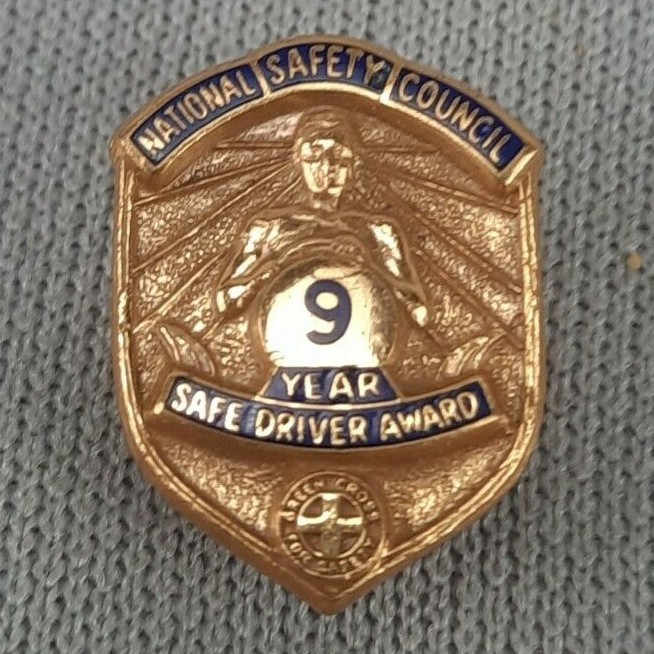 NATIONAL SAFETY COUNCIL
9
YEAR
SAFE DRIVER AWARD
GREEN CROSS
FOR SAFETY